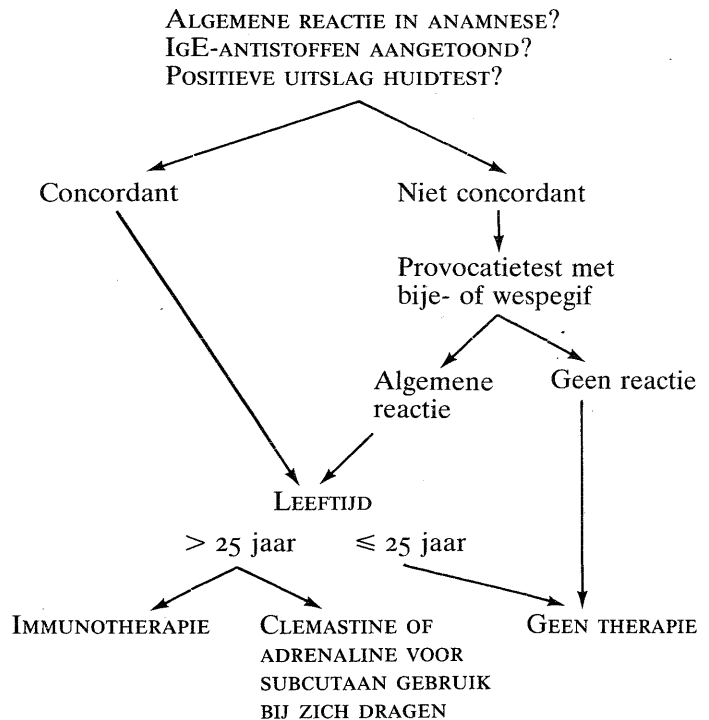 ALGEMENE REACTIE IN ANAMNESE?
IgE-ANTISTOFFEN AANGETOOND?
POSITIEVE UITSLAG HUIDTEST?
Concordant
Niet concordant
Provocatietest met
bije- of wespegif
Algemene
reactie
Geen reactie
LEEFTIJD
> 25 jaar
≤ 25 jaar
IMMUNOTHERAPIE
CLEMASTINE OF
ADRENALINE VOOR
SUBCUTAAN GEBRUIK
BIJ ZICH DRAGEN
GEEN THERAPIE